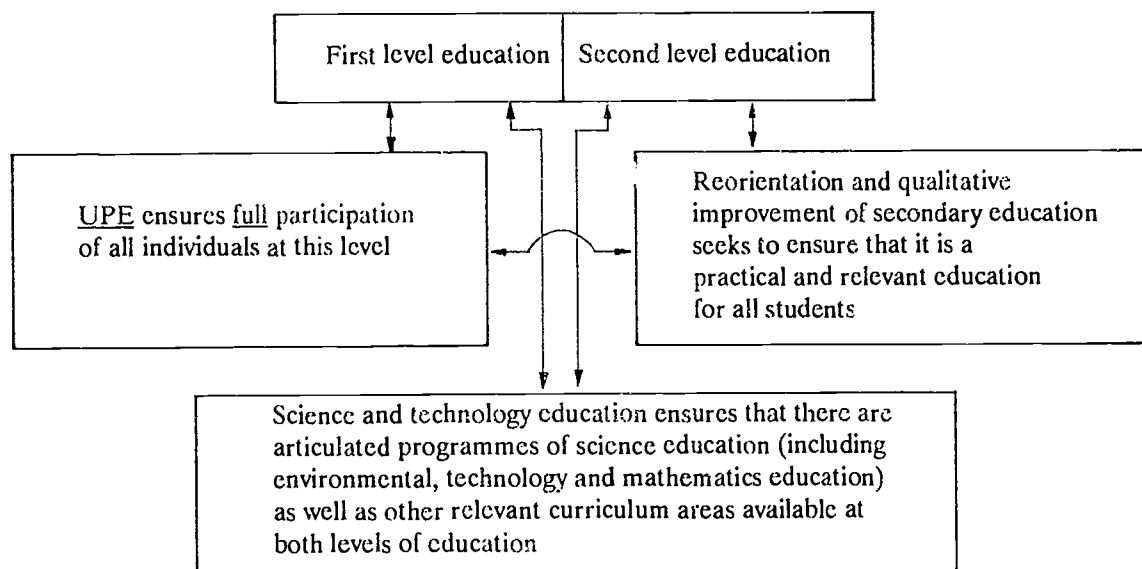 First level education
Second level education
UPE ensures full participation
of all individuals at this level
Reorientation and qualitative
improvement of secondary education
seeks to ensure that it is a
practical and relevant education
for all students
Science and technology education ensures that there are
articulated programmes of science education (including
environmental, technology and mathematics education)
as well as other relevant curriculum areas available at
both levels of education